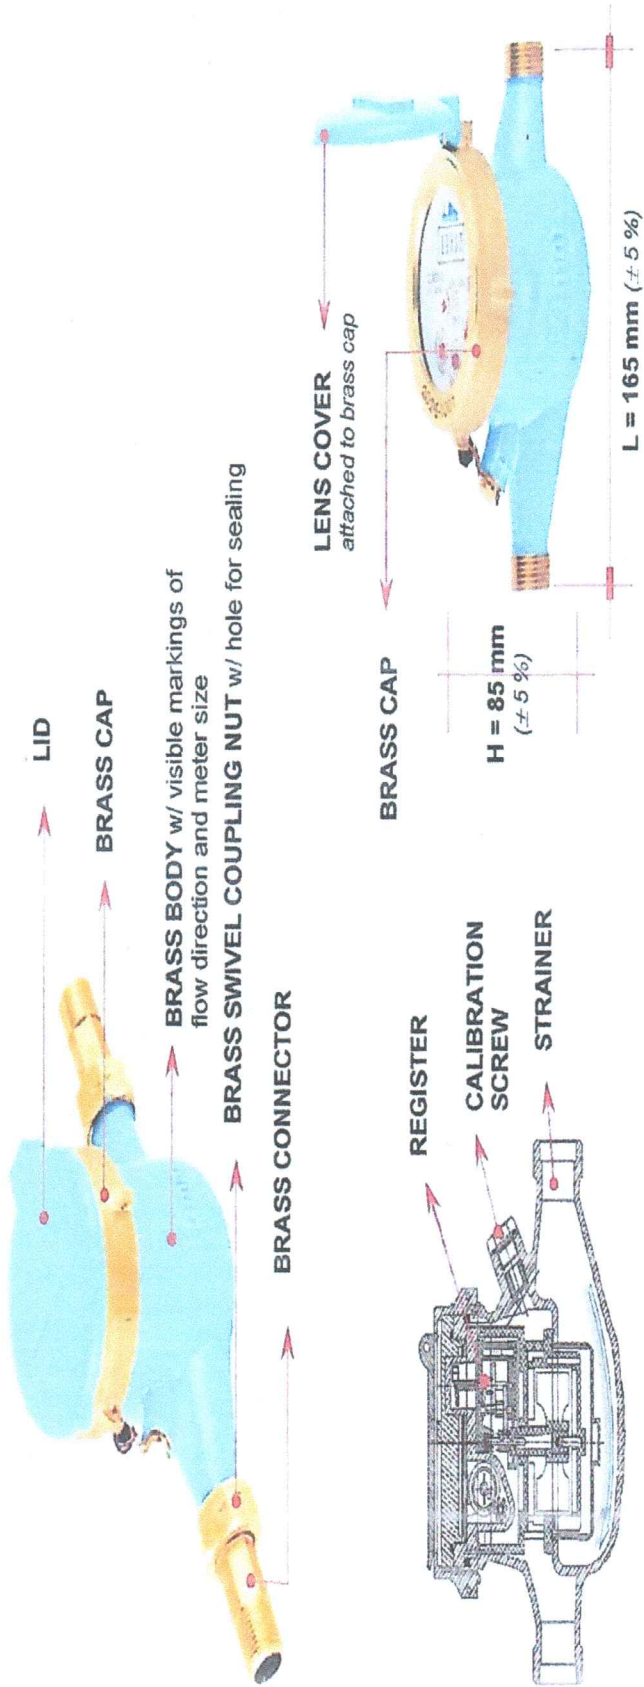 LID
BRASS CAP
BRASS BODY w/ visible markings of
flow direction and meter size
BRASS SWIVEL COUPLING NUT w/ hole for sealing
BRASS CONNECTOR
LENS COVER
attached to brass cap
BRASS CAP
H = 85 mm
(± 5 %)
L = 165 mm (± 5 %)
REGISTER
CALIBRATION
SCREW
STRAINER